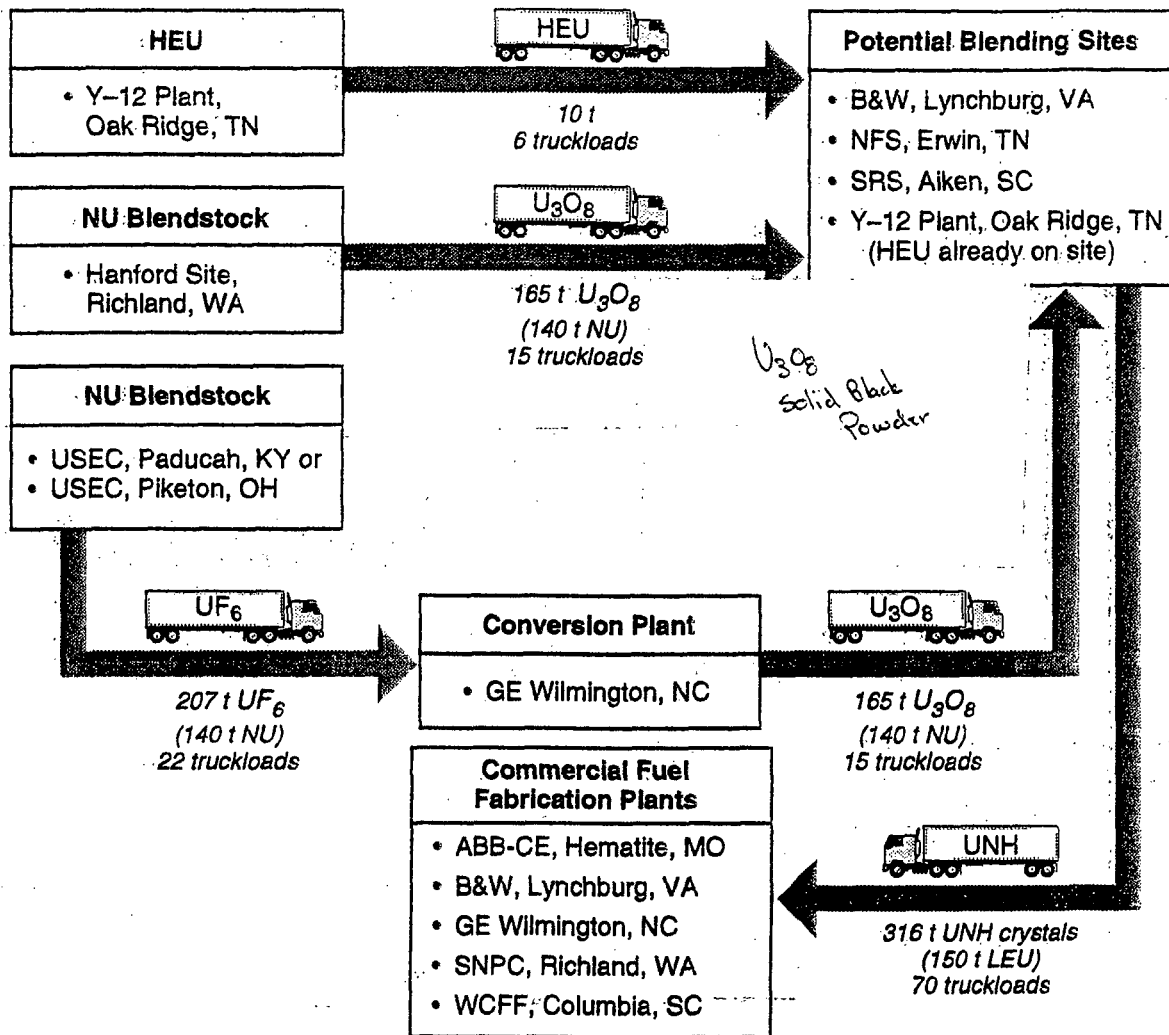 HEU
• Y–12 Plant,
Oak Ridge, TN
HEU
10 t
6 truckloads
Potential Blending Sites
• B&W, Lynchburg, VA
• NFS, Erwin, TN
• SRS, Aiken, SC
• Y–12 Plant, Oak Ridge, TN
(HEU already on site)
NU Blendstock
• Hanford Site,
Richland, WA
U₃O₈
165 t U₃O₈
(140 t NU)
15 truckloads
U₃O₈
Solid Black
Powder
NU Blendstock
• USEC, Paducah, KY or
• USEC, Piketon, OH
UF₆
207 t UF₆
(140 t NU)
22 truckloads
Conversion Plant
• GE Wilmington, NC
U₃O₈
165 t U₃O₈
(140 t NU)
15 truckloads
Commercial Fuel
Fabrication Plants
• ABB-CE, Hematite, MO
• B&W, Lynchburg, VA
• GE Wilmington, NC
• SNPC, Richland, WA
• WCFF, Columbia, SC
UNH
316 t UNH crystals
(150 t LEU)
70 truckloads